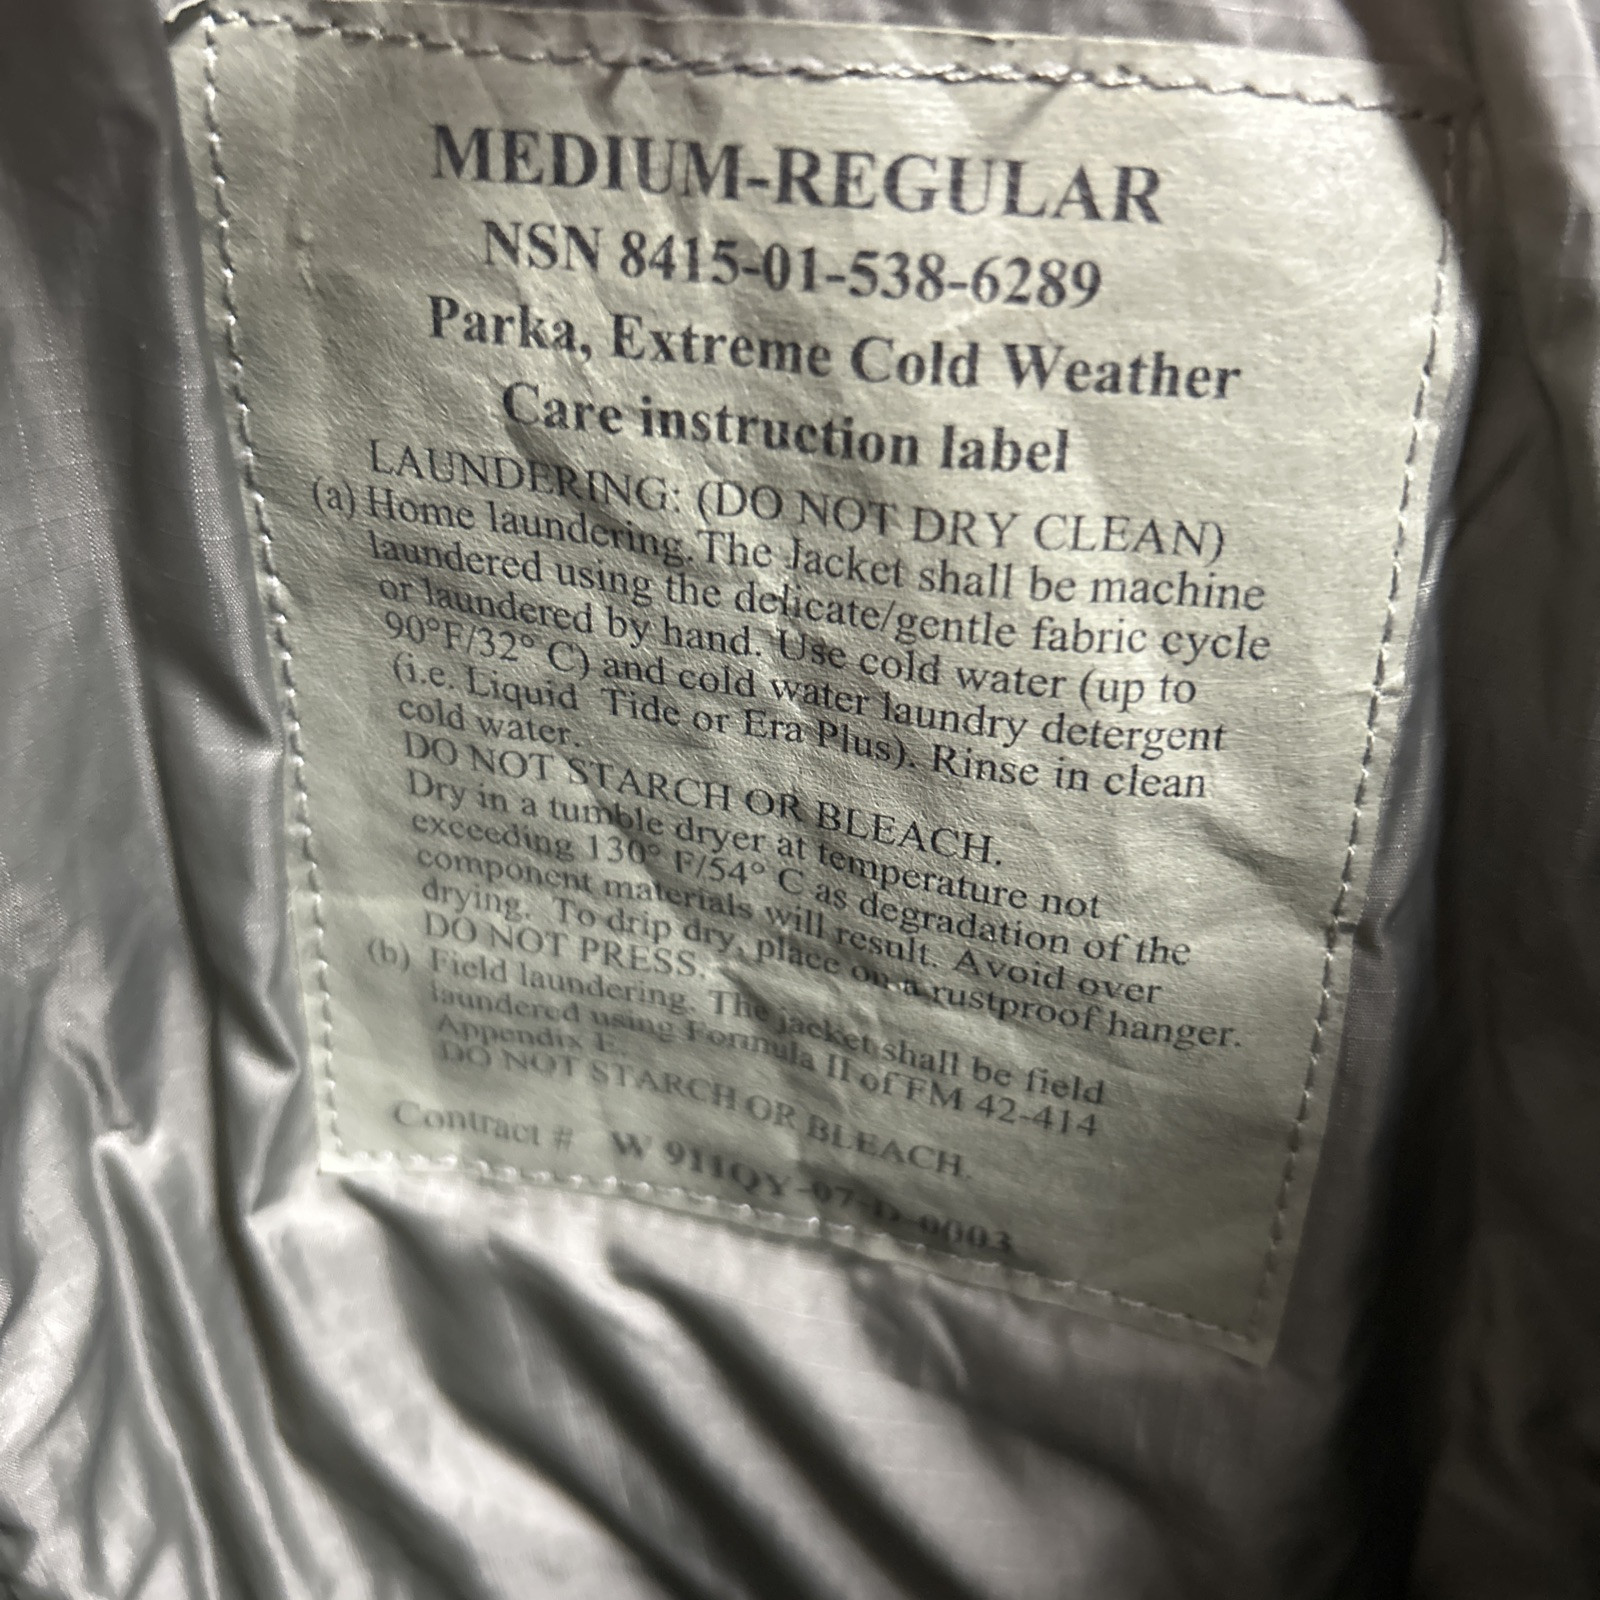 MEDIUM-REGULAR
NSN 8415-01-538-6289
Parka, Extreme Cold Weather
Care instruction label
LAUNDERING: (DO NOT DRY CLEAN)
(a) Home laundering. The Jacket shall be machine
laundered using the delicate/gentle fabric cycle
or laundered by hand. Use cold water (up to
90°F/32° C) and cold water laundry detergent
(i.e. Liquid Tide or Era Plus). Rinse in clean
cold water.
DO NOT STARCH OR BLEACH.
Dry in a tumble dryer at temperature not
exceeding 130° F/54° C as degradation of the
component materials will result. Avoid over
drying. To drip dry, place on a rustproof hanger.
DO NOT PRESS.
(b) Field laundering. The jacket shall be field
laundered using Formula II of FM 42-414
Appendix E.
DO NOT STARCH OR BLEACH.
Contract # W 911QY-07-D-0003